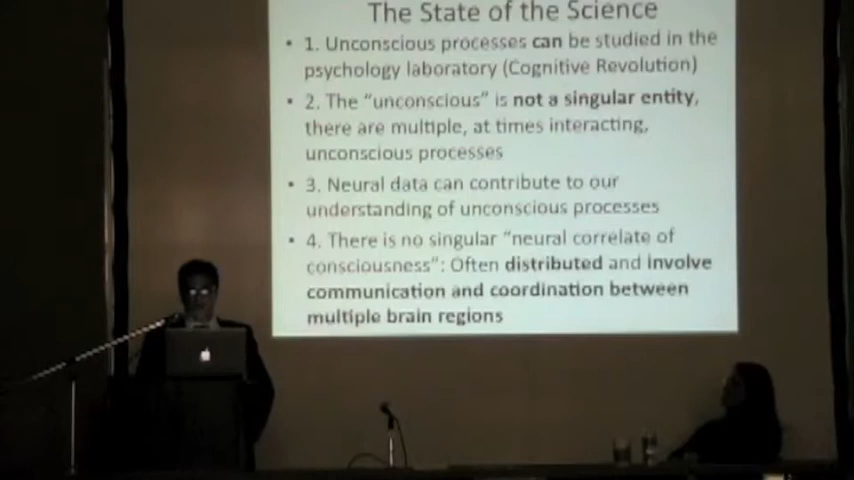 The State of the Science
• 1. Unconscious processes can be studied in the
psychology laboratory (Cognitive Revolution)
• 2. The “unconscious” is not a singular entity,
there are multiple, at times interacting,
unconscious processes
• 3. Neural data can contribute to our
understanding of unconscious processes
• 4. There is no singular “neural correlate of
consciousness”: Often distributed and involve
communication and coordination between
multiple brain regions